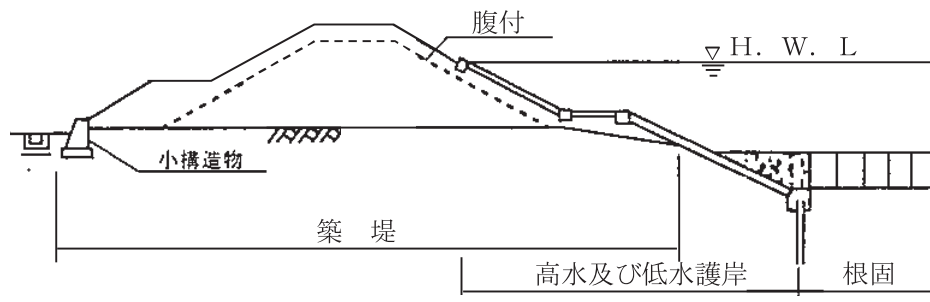 腹付
H. W. L
小構造物
築 堤
高水及び低水護岸
根固